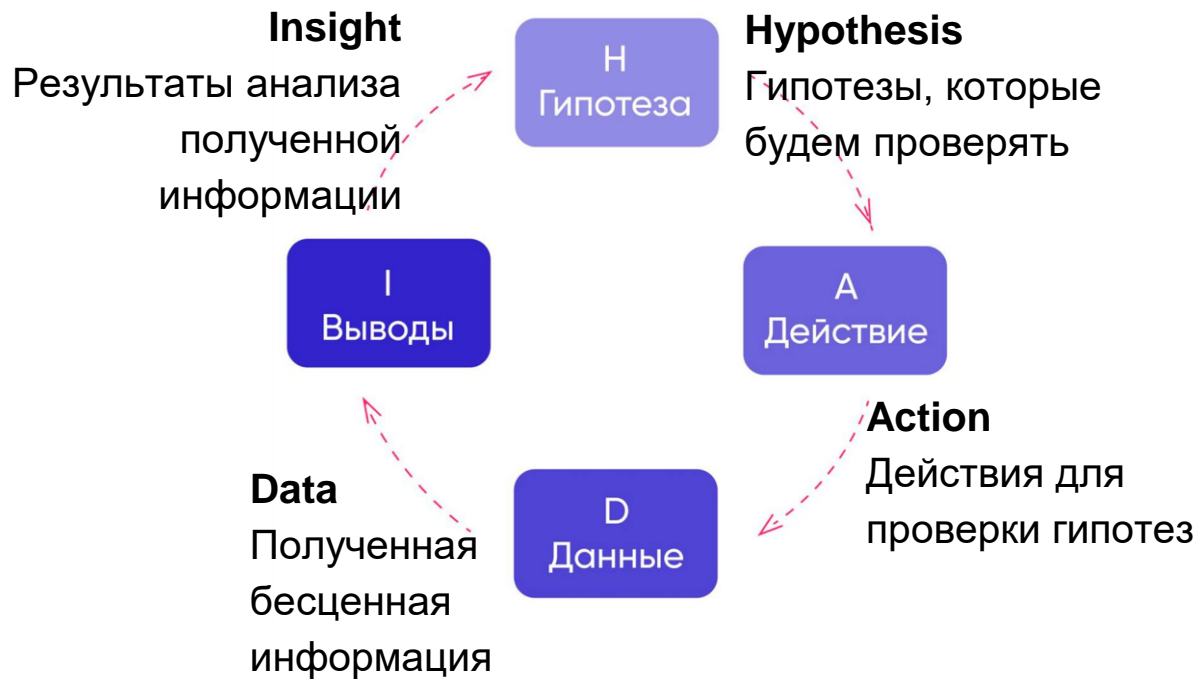 Insight
Результаты анализа
полученной
информации
H
Гипотеза
Hypothesis
Гипотезы, которые
будем проверять
I
Выводы
A
Действие
Action
Действия для
проверки гипотез
Data
Полученная
бесценная
информация
D
Данные